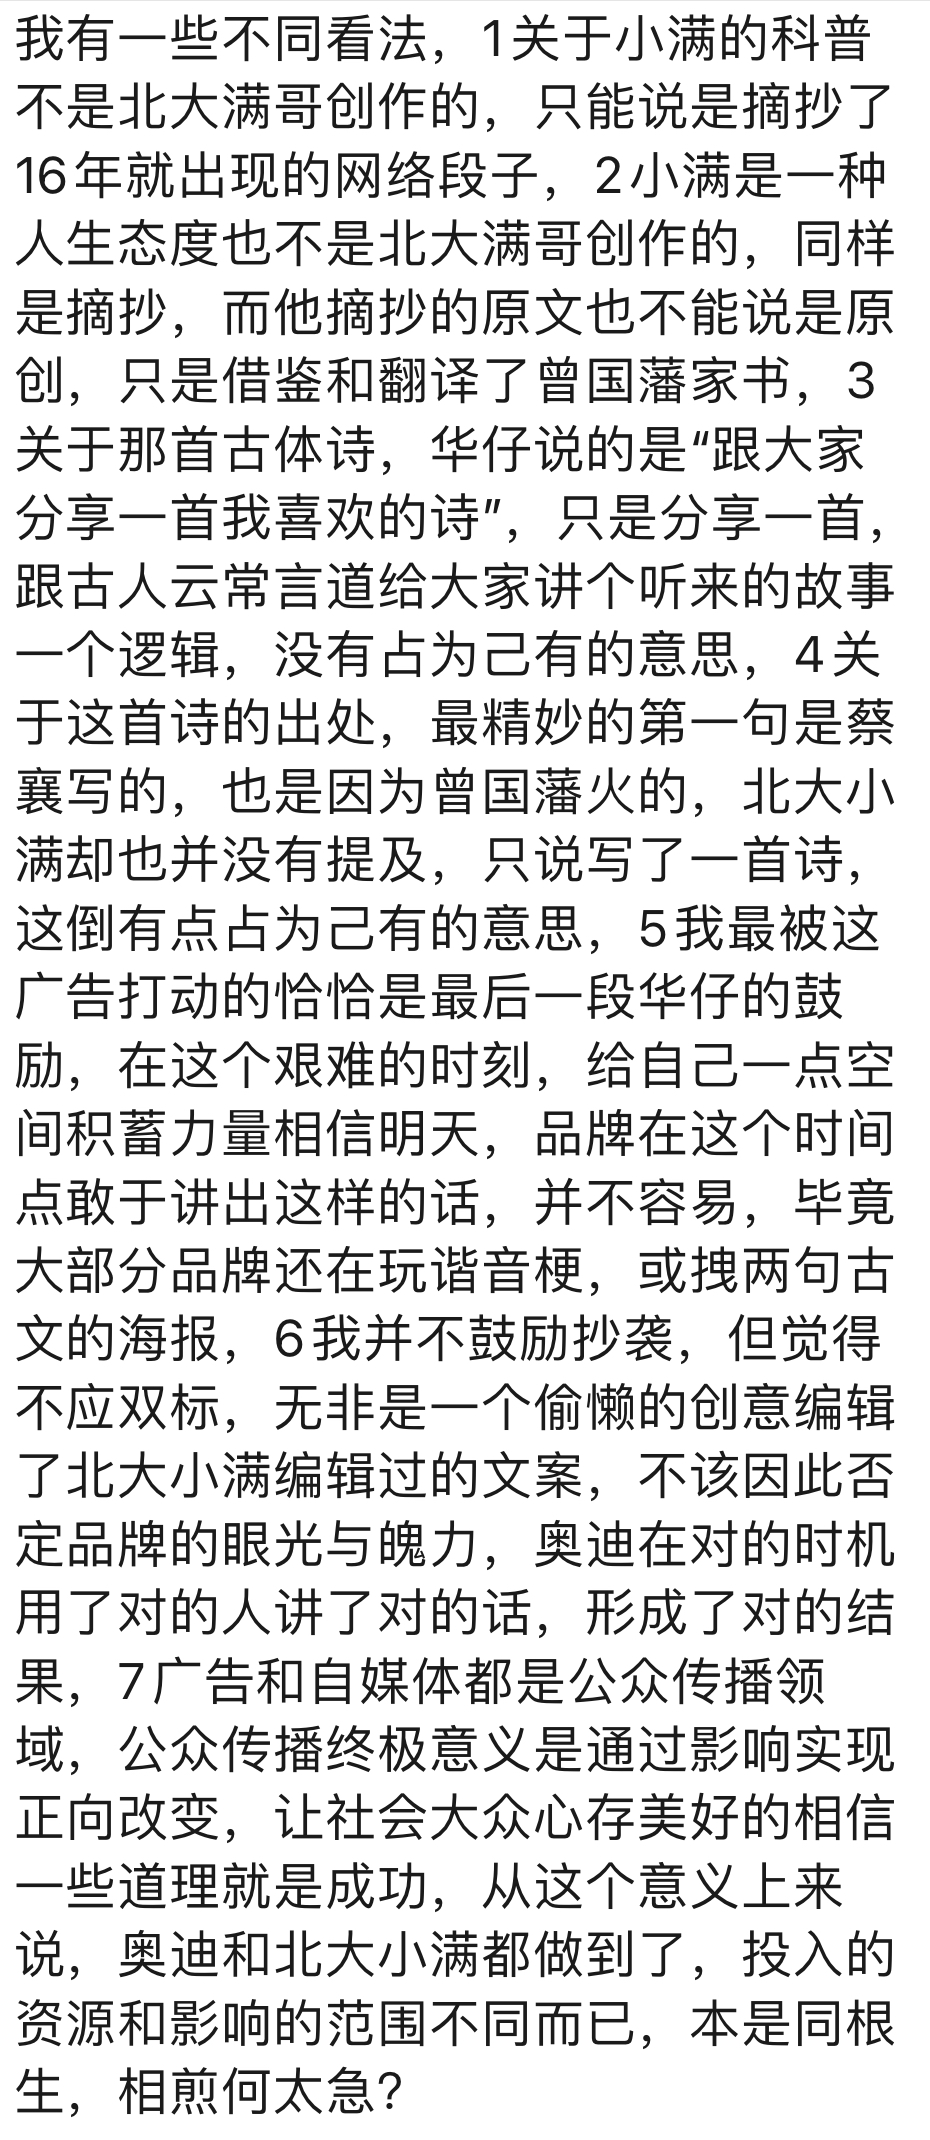 我有一些不同看法，1关于小满的科普
不是北大满哥创作的，只能说是摘抄了
16年就出现的网络段子，2小满是一种
人生态度也不是北大满哥创作的，同样
是摘抄，而他摘抄的原文也不能说是原
创，只是借鉴和翻译了曾国藩家书，3
关于那首古体诗，华仔说的是“跟大家
分享一首我喜欢的诗”，只是分享一首，
跟古人云常言道给大家讲个听来的故事
一个逻辑，没有占为己有的意思，4关
于这首诗的出处，最精妙的第一句是蔡
襄写的，也是因为曾国藩火的，北大小
满却也并没有提及，只说写了一首诗，
这倒有点占为己有的意思，5我最被这
广告打动的恰恰是最后一段华仔的鼓
励，在这个艰难的时刻，给自己一点空
间积蓄力量相信明天，品牌在这个时间
点敢于讲出这样的话，并不容易，毕竟
大部分品牌还在玩谐音梗，或拽两句古
文的海报，6我并不鼓励抄袭，但觉得
不应双标，无非是一个偷懒的创意编辑
了北大小满编辑过的文案，不该因此否
定品牌的眼光与魄力，奥迪在对的时机
用了对的人讲了对的话，形成了对的结
果，7广告和自媒体都是公众传播领
域，公众传播终极意义是通过影响实现
正向改变，让社会大众心存美好的相信
一些道理就是成功，从这个意义上来
说，奥迪和北大小满都做到了，投入的
资源和影响的范围不同而已，本是同根
生，相煎何太急?